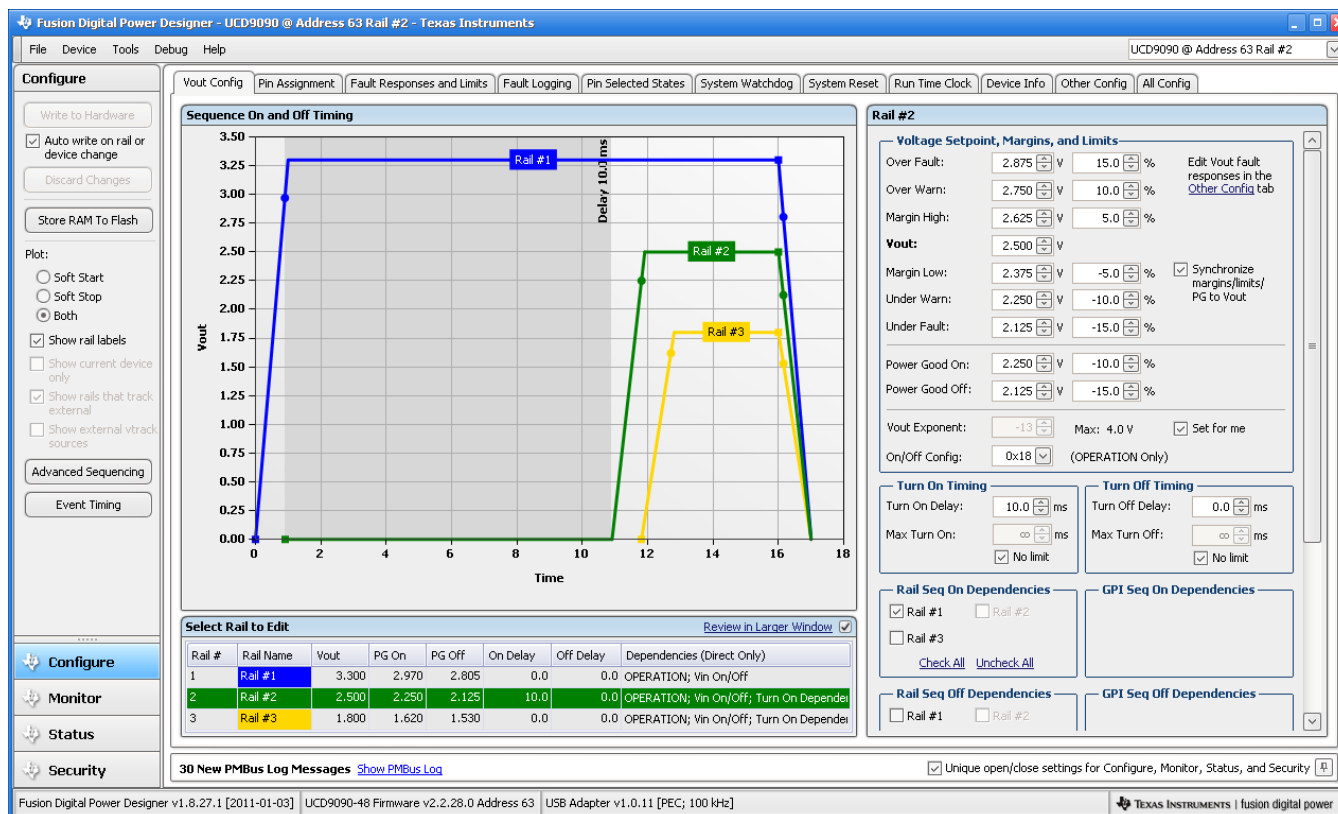 Fusion Digital Power Designer - UCD9090 @ Address 63 Rail #2 - Texas Instruments
File Device Tools Debug Help
UCD9090 @ Address 63 Rail #2
Configure
Write to Hardware
Auto write on rail or
device change
Discard Changes
Store RAM To Flash
Plot:
Soft Start
Soft Stop
Both
Show rail labels
Show current device
only
Show rails that track
external
Show external vtrack
sources
Advanced Sequencing
Event Timing
Configure
Monitor
Status
Security
Vout Config Pin Assignment Fault Responses and Limits Fault Logging Pin Selected States System Watchdog System Reset Run Time Clock Device Info Other Config All Config
Sequence On and Off Timing
3.50
3.25
3.00
2.75
2.50
2.25
2.00
1.75
1.50
1.25
1.00
0.75
0.50
0.25
0.00
Vout
Rail #1
Delay 10.0 ms
Rail #2
Rail #3
0 2 4 6 8 10 12 14 16 18
Time
Select Rail to Edit Review in Larger Window
Rail # Rail Name Vout PG On PG Off On Delay Off Delay Dependencies (Direct Only)
1 Rail #1 3.300 2.970 2.805 0.0 0.0 OPERATION; Vin On/Off
2 Rail #2 2.500 2.250 2.125 10.0 0.0 OPERATION; Vin On/Off; Turn On Depender
3 Rail #3 1.800 1.620 1.530 0.0 0.0 OPERATION; Vin On/Off; Turn On Depender
Rail #2
Voltage Setpoint, Margins, and Limits
Over Fault: 2.875 V 15.0 %
Over Warn: 2.750 V 10.0 %
Margin High: 2.625 V 5.0 %
Edit Vout fault
responses in the
Other Config tab
Vout: 2.500 V
Margin Low: 2.375 V -5.0 %
Under Warn: 2.250 V -10.0 %
Under Fault: 2.125 V -15.0 %
Synchronize
margins/limits/
PG to Vout
Power Good On: 2.250 V -10.0 %
Power Good Off: 2.125 V -15.0 %
Vout Exponent: -13 Max: 4.0 V Set for me
On/Off Config: 0x18 (OPERATION Only)
Turn On Timing
Turn On Delay: 10.0 ms
Max Turn On: ∞ ms
No limit
Turn Off Timing
Turn Off Delay: 0.0 ms
Max Turn Off: ∞ ms
No limit
Rail Seq On Dependencies
Rail #1 Rail #2
Rail #3
Check All Uncheck All
GPI Seq On Dependencies
Rail Seq Off Dependencies
Rail #1 Rail #2
GPI Seq Off Dependencies
30 New PMBus Log Messages Show PMBus Log
Unique open/close settings for Configure, Monitor, Status, and Security
Fusion Digital Power Designer v1.8.27.1 [2011-01-03] UCD9090-48 Firmware v2.2.28.0 Address 63 USB Adapter v1.0.11 [PEC; 100 kHz] TEXAS INSTRUMENTS | fusion digital power